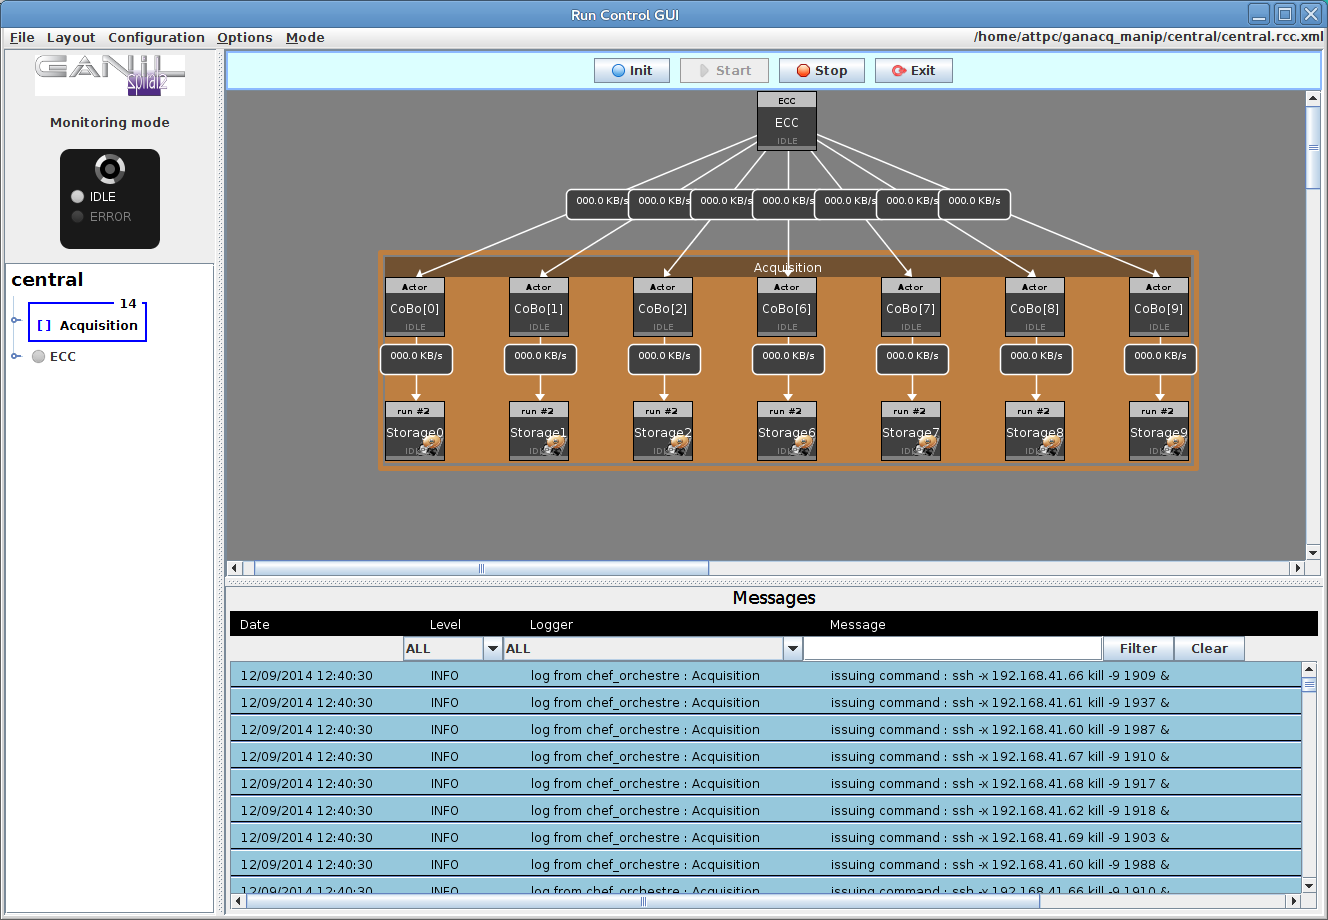 Run Control GUI
File Layout Configuration Options Mode /home/attpc/ganacq_manip/central/central.rcc.xml
GANIL
spiral2
Monitoring mode
IDLE
ERROR
central
14
[] Acquisition
ECC
Init Start Stop Exit
ECC
ECC
IDLE
000.0 KB/s 000.0 KB/s 000.0 KB/s 000.0 KB/s 000.0 KB/s 000.0 KB/s 000.0 KB/s
Acquisition
Actor Actor Actor Actor Actor Actor Actor
CoBo[0] CoBo[1] CoBo[2] CoBo[6] CoBo[7] CoBo[8] CoBo[9]
IDLE IDLE IDLE IDLE IDLE IDLE IDLE
000.0 KB/s 000.0 KB/s 000.0 KB/s 000.0 KB/s 000.0 KB/s 000.0 KB/s 000.0 KB/s
run #2 run #2 run #2 run #2 run #2 run #2 run #2
Storage0 Storage1 Storage2 Storage6 Storage7 Storage8 Storage9
Messages
Date Level Logger Message
ALL ALL Filter Clear
12/09/2014 12:40:30 INFO log from chef_orchestre : Acquisition issuing command : ssh -x 192.168.41.66 kill -9 1909 &
12/09/2014 12:40:30 INFO log from chef_orchestre : Acquisition issuing command : ssh -x 192.168.41.61 kill -9 1937 &
12/09/2014 12:40:30 INFO log from chef_orchestre : Acquisition issuing command : ssh -x 192.168.41.60 kill -9 1987 &
12/09/2014 12:40:30 INFO log from chef_orchestre : Acquisition issuing command : ssh -x 192.168.41.67 kill -9 1910 &
12/09/2014 12:40:30 INFO log from chef_orchestre : Acquisition issuing command : ssh -x 192.168.41.68 kill -9 1917 &
12/09/2014 12:40:30 INFO log from chef_orchestre : Acquisition issuing command : ssh -x 192.168.41.62 kill -9 1918 &
12/09/2014 12:40:30 INFO log from chef_orchestre : Acquisition issuing command : ssh -x 192.168.41.69 kill -9 1903 &
12/09/2014 12:40:30 INFO log from chef_orchestre : Acquisition issuing command : ssh -x 192.168.41.60 kill -9 1988 &
12/09/2014 12:40:30 INFO log from chef_orchestre : Acquisition issuing command : ssh -x 192.168.41.66 kill -9 1910 &